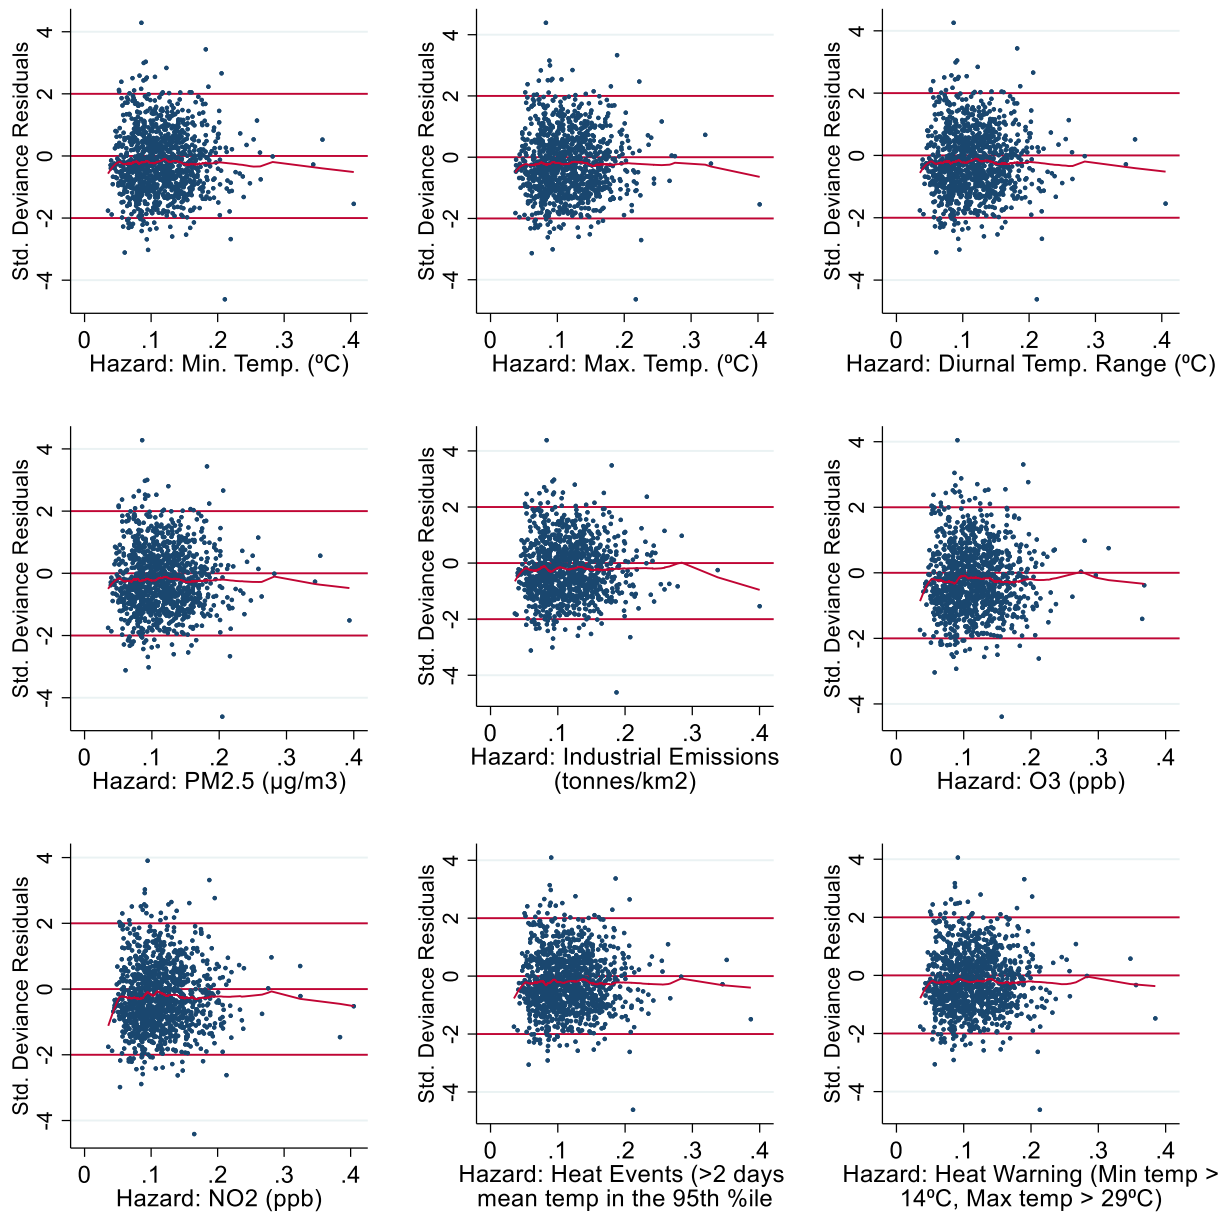 Std. Deviance Residuals
4
2
0
-2
-4
0 .1 .2 .3 .4
Hazard: Min. Temp. (ºC)
Std. Deviance Residuals
4
2
0
-2
-4
0 .1 .2 .3 .4
Hazard: Max. Temp. (ºC)
Std. Deviance Residuals
4
2
0
-2
-4
0 .1 .2 .3 .4
Hazard: Diurnal Temp. Range (ºC)
Std. Deviance Residuals
4
2
0
-2
-4
0 .1 .2 .3 .4
Hazard: PM2.5 (µg/m3)
Std. Deviance Residuals
4
2
0
-2
-4
0 .1 .2 .3 .4
Hazard: Industrial Emissions
(tonnes/km2)
Std. Deviance Residuals
4
2
0
-2
-4
0 .1 .2 .3 .4
Hazard: O3 (ppb)
Std. Deviance Residuals
4
2
0
-2
-4
0 .1 .2 .3 .4
Hazard: NO2 (ppb)
Std. Deviance Residuals
4
2
0
-2
-4
0 .1 .2 .3 .4
Hazard: Heat Events (>2 days
mean temp in the 95th %ile
Std. Deviance Residuals
4
2
0
-2
-4
0 .1 .2 .3 .4
Hazard: Heat Warning (Min temp >
14ºC, Max temp > 29ºC)